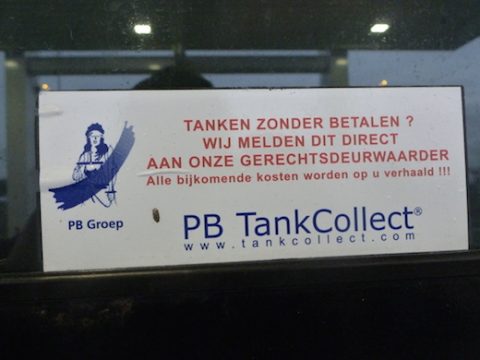 TANKEN ZONDER BETALEN ?
WIJ MELDEN DIT DIRECT
AAN ONZE GERECHTSDEURWAARDER
Alle bijkomende kosten worden op u verhaald !!!
PB Groep
PB TankCollect®
www.tankcollect.com